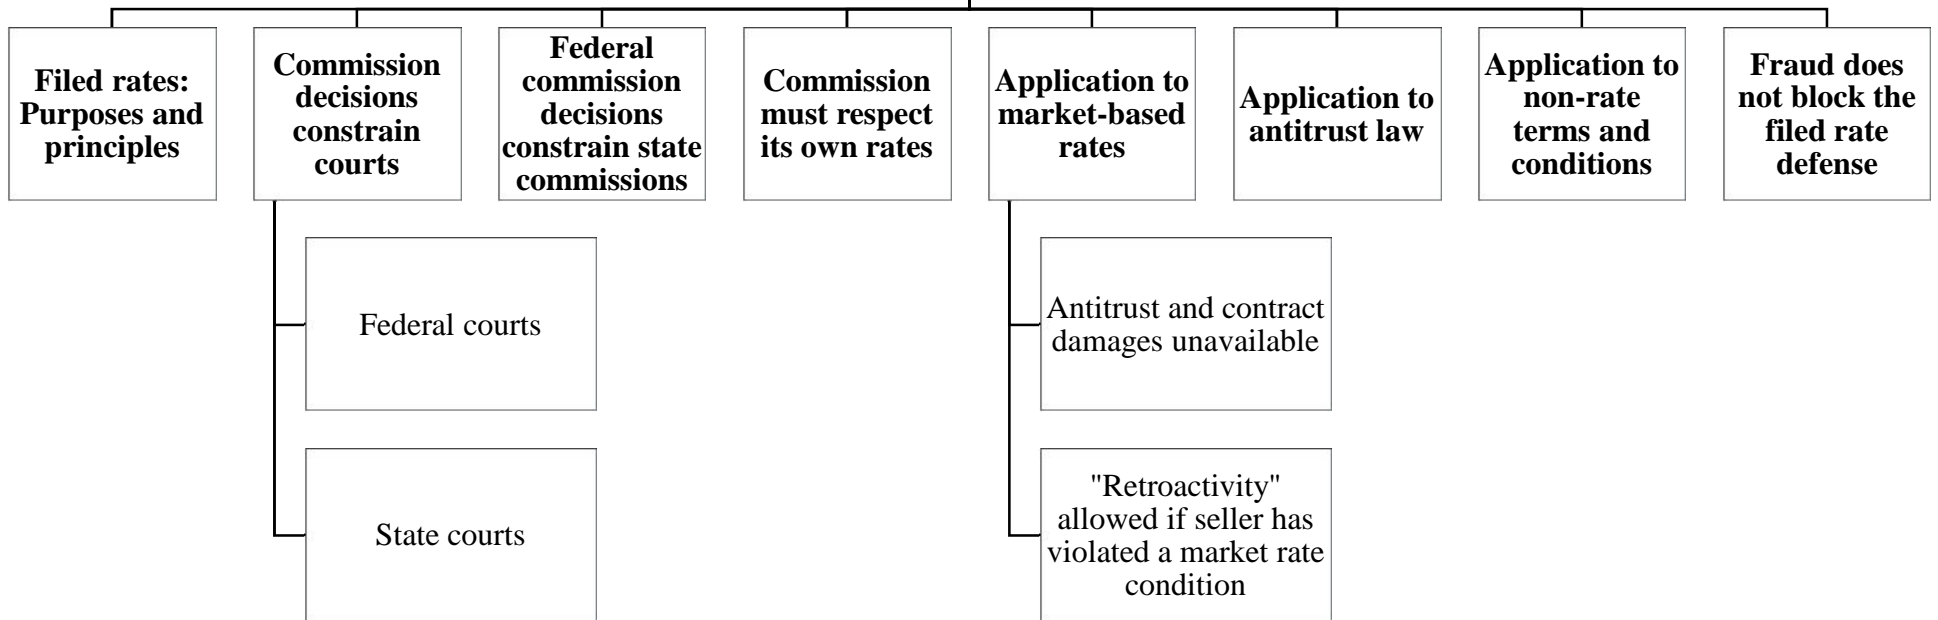 Filed rates:
Purposes and
principles
Commission
decisions
constrain
courts
Federal
commission
decisions
constrain state
commissions
Commission
must respect
its own rates
Application to
market-based
rates
Application to
antitrust law
Application to
non-rate
terms and
conditions
Fraud does
not block the
filed rate
defense
Federal courts
State courts
Antitrust and contract
damages unavailable
"Retroactivity"
allowed if seller has
violated a market rate
condition